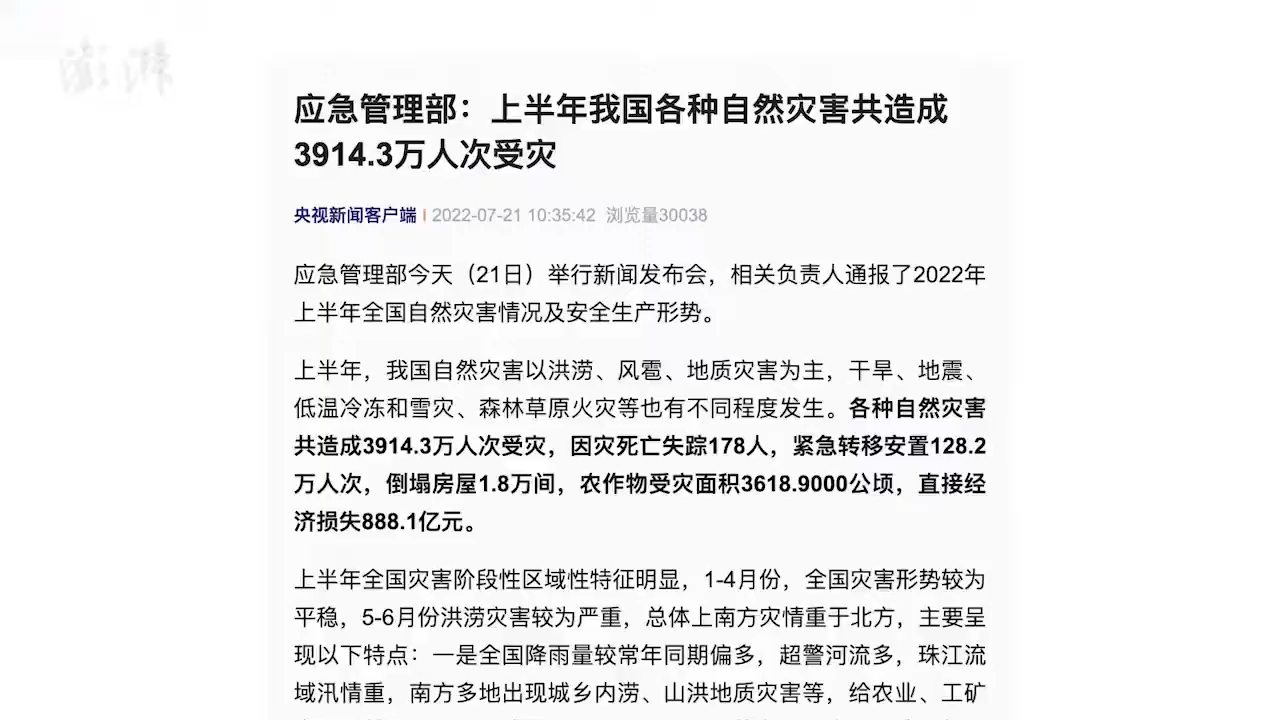 澎湃
应急管理部：上半年我国各种自然灾害共造成
3914.3万人次受灾
央视新闻客户端 | 2022-07-21 10:35:42 浏览量30038
应急管理部今天（21日）举行新闻发布会，相关负责人通报了2022年
上半年全国自然灾害情况及安全生产形势。
上半年，我国自然灾害以洪涝、风雹、地质灾害为主，干旱、地震、
低温冷冻和雪灾、森林草原火灾等也有不同程度发生。各种自然灾害
共造成3914.3万人次受灾，因灾死亡失踪178人，紧急转移安置128.2
万人次，倒塌房屋1.8万间，农作物受灾面积3618.9000公顷，直接经
济损失888.1亿元。
上半年全国灾害阶段性区域性特征明显，1-4月份，全国灾害形势较为
平稳，5-6月份洪涝灾害较为严重，总体上南方灾情重于北方，主要呈
现以下特点：一是全国降雨量较常年同期偏多，超警河流多，珠江流
域汛情重，南方多地出现城乡内涝、山洪地质灾害等，给农业、工矿